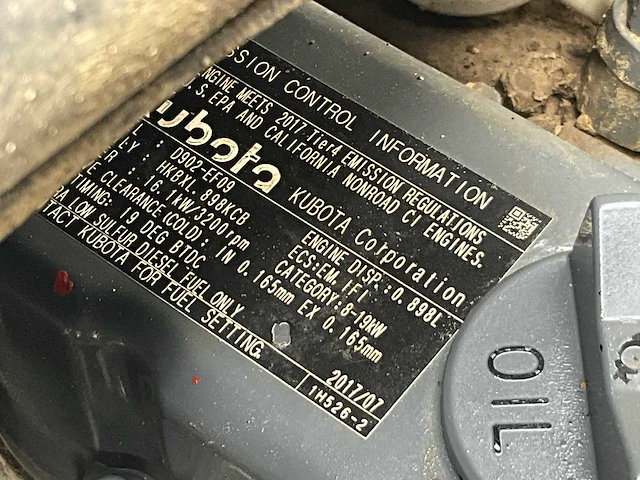 SSION CONTROL INFORMATION
NGINE MEETS 2017 Tier4 EMISSION REGULATIONS
. S. EPA AND CALIFORNIA NONROAD CI ENGINES.
Kubota KUBOTA Corporation
L : D902-EF09 ENGINE DISP.:0.898L
LY : HKBXL.898KCB ECS:EM IFI
R : 16.1kW/3200rpm CATEGORY:8-19kW
E CLEARANCE(COLD): IN 0.165mm EX 0.165mm
TIMING: 19 DEG BTDC
RA LOW SULFUR DIESEL FUEL ONLY
TACT KUBOTA FOR FUEL SETTING.
2017/07
1H526-2
OIL